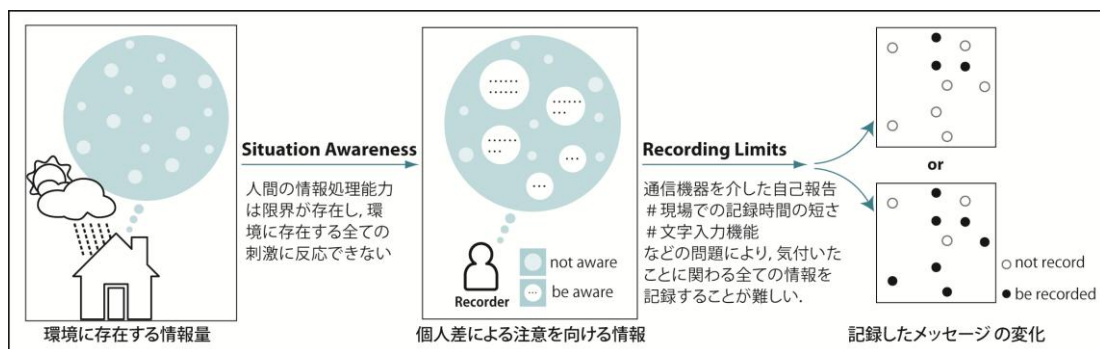 環境に存在する情報量
Situation Awareness
人間の情報処理能力
は限界が存在し, 環
境に存在する全ての
刺激に反応できない
......
......
......
...
......
...
......
...
...
...
Recorder
not aware
... be aware
個人差による注意を向ける情報
Recording Limits
通信機器を介した自己報告
#現場での記録時間の短さ
#文字入力機能
などの問題により, 気付いた
ことに関わる全ての情報を
記録することが難しい.
or
not record
be recorded
記録したメッセージの変化